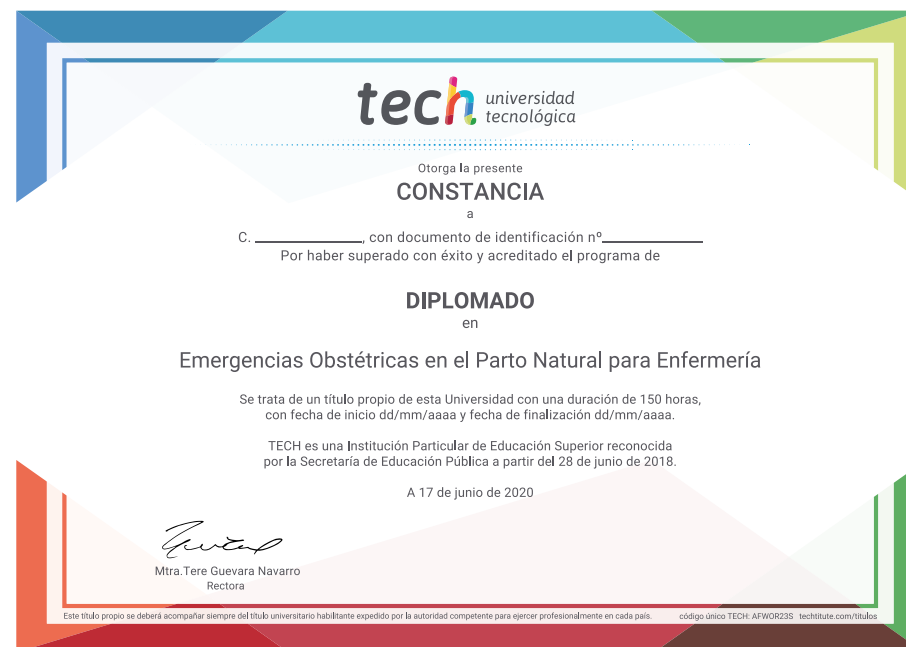 tech universidad
tecnológica
Otorga la presente
CONSTANCIA
a
C. ____________, con documento de identificación nº____________
Por haber superado con éxito y acreditado el programa de
DIPLOMADO
en
Emergencias Obstétricas en el Parto Natural para Enfermería
Se trata de un título propio de esta Universidad con una duración de 150 horas,
con fecha de inicio dd/mm/aaaa y fecha de finalización dd/mm/aaaa.
TECH es una Institución Particular de Educación Superior reconocida
por la Secretaría de Educación Pública a partir del 28 de junio de 2018.
A 17 de junio de 2020
Mtra.Tere Guevara Navarro
Rectora
Este título propio se deberá acompañar siempre del título universitario habilitante expedido por la autoridad competente para ejercer profesionalmente en cada país. código único TECH: AFWOR23S techtitute.com/titulos